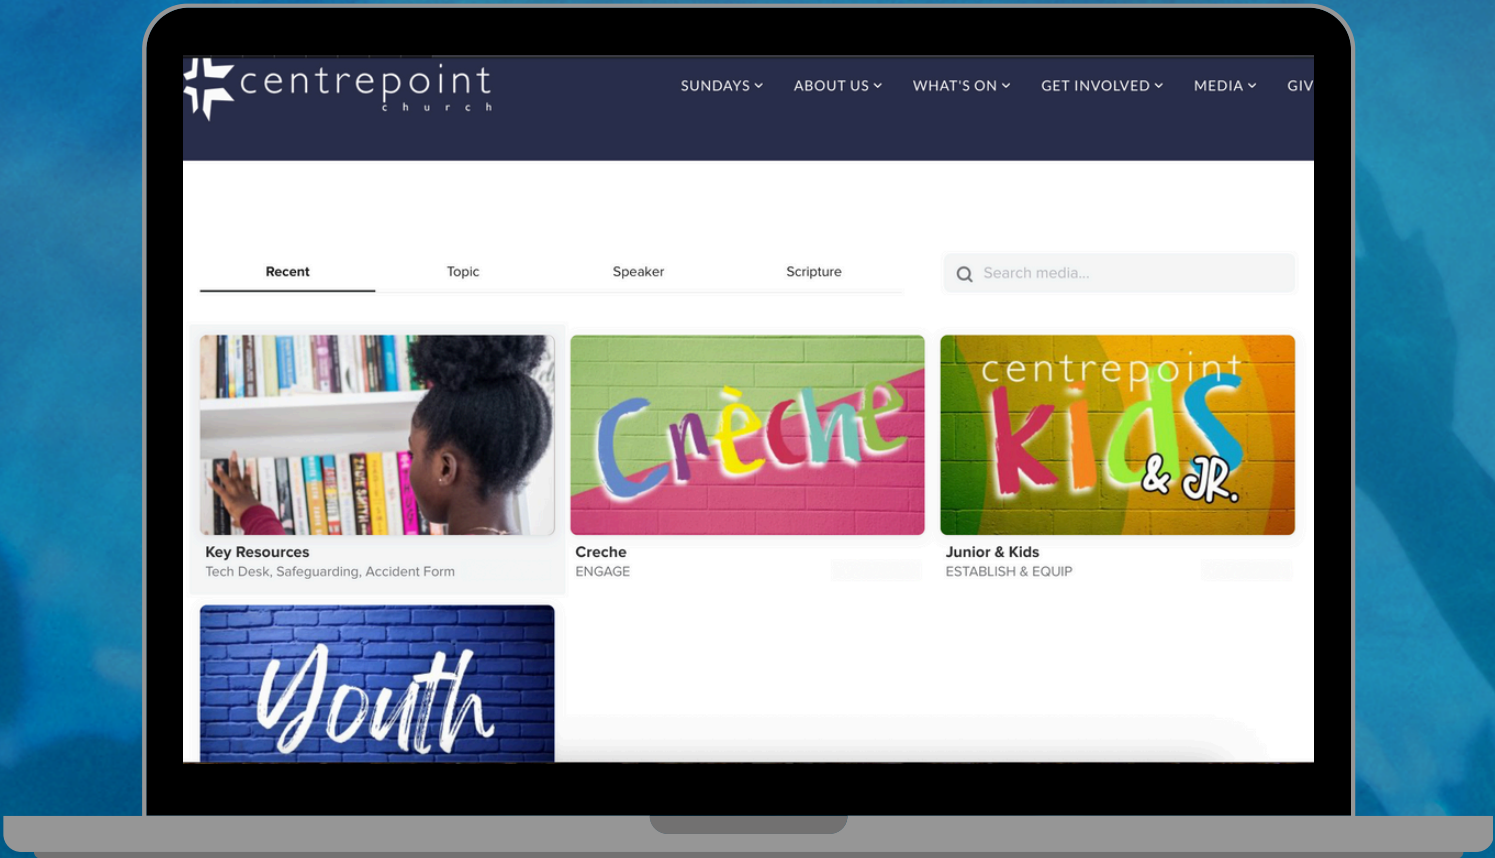 centrepoint
church
SUNDAYS ABOUT US WHAT'S ON GET INVOLVED MEDIA GIV
Recent Topic Speaker Scripture Search media...
Crèche
centrepoint
kids
& JR.
Key Resources
Tech Desk, Safeguarding, Accident Form
Creche
ENGAGE
Junior & Kids
ESTABLISH & EQUIP
Youth